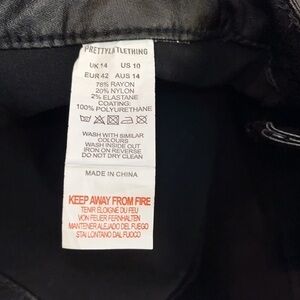 PRETTYLITTLETHING
UK 14 US 10
EUR 42 AUS 14
78% RAYON
20% NYLON
2% ELASTANE
COATING:
100% POLYURETHANE
WASH WITH SIMILAR
COLOURS
WASH INSIDE OUT
IRON ON REVERSE
DO NOT DRY CLEAN
MADE IN CHINA
KEEP AWAY FROM FIRE
TENIR ÉLOIGNE DU FEU
VON FEUER FERNHALTEN
MANTENER ALEJADO DEL FUEGO
STAI LONTANO DAL FUOCO